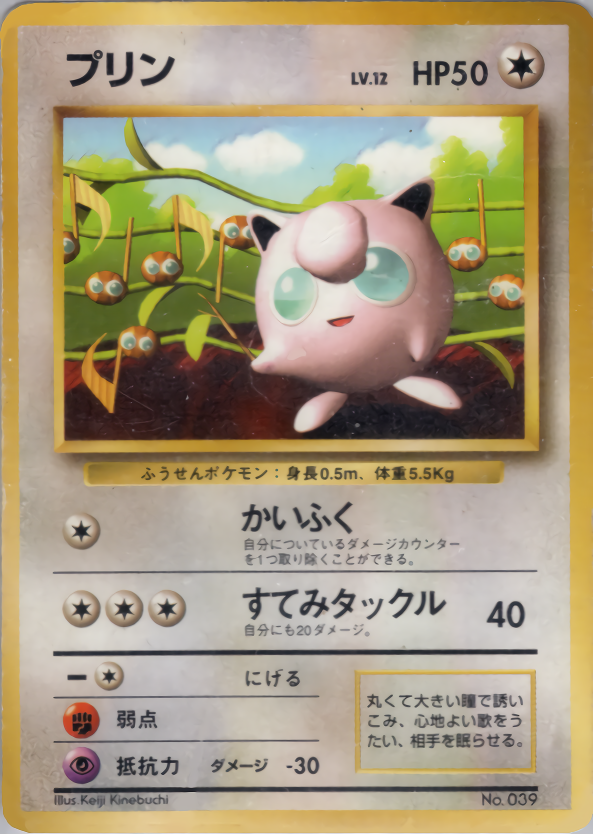 プリン LV.12 HP50
ふうせんポケモン：身長0.5m、体重5.5Kg
かいふく
自分についているダメージカウンター
を1つ取り除くことができる。
すてみタックル 40
自分にも20ダメージ。
ー にげる
弱点
抵抗力 ダメージ -30
丸くて大きい瞳で誘い
こみ、心地よい歌をう
たい、相手を眠らせる。
Illus.Keiji Kinebuchi No.039